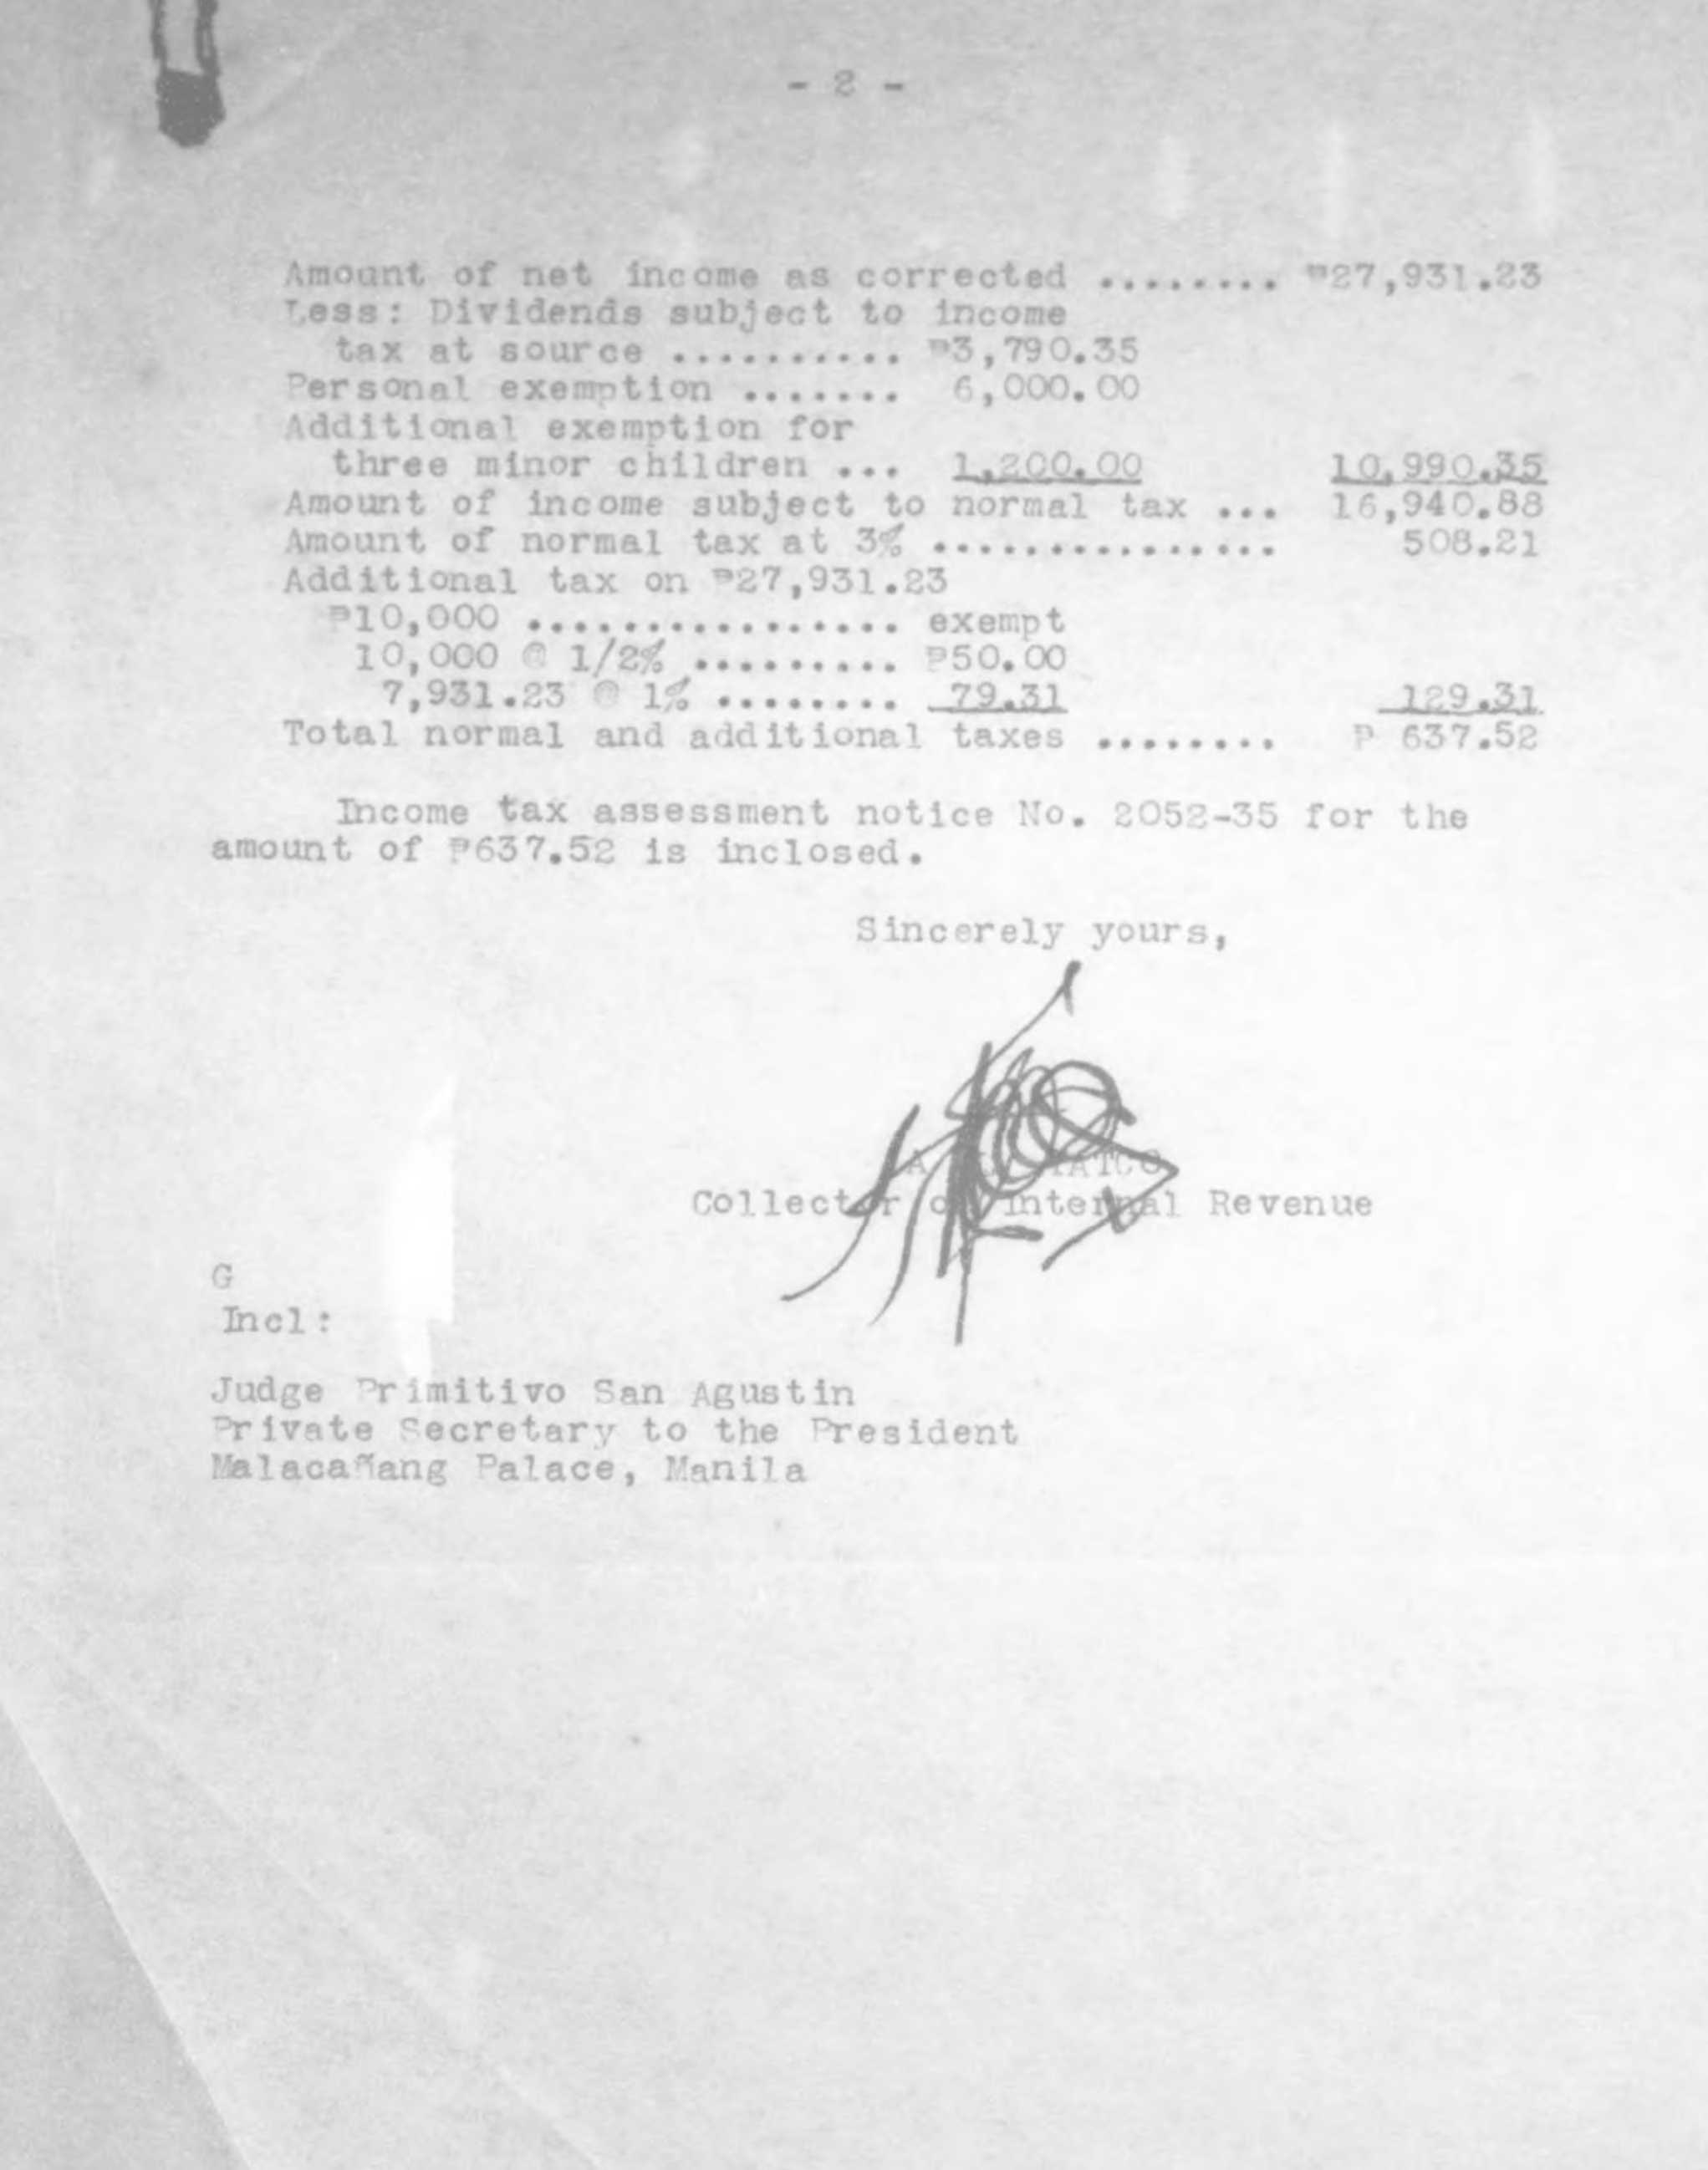 - 2 -
Amount of net income as corrected ........ ₱27,931.23
Less: Dividends subject to income
tax at source .......... ₱3,790.35
Personal exemption ....... 6,000.00
Additional exemption for
three minor children ... 1,200.00 10,990.35
Amount of income subject to normal tax ... 16,940.88
Amount of normal tax at 3% ............... 508.21
Additional tax on ₱27,931.23
₱10,000 ................ exempt
10,000 @ 1/2% ......... ₱50.00
7,931.23 @ 1% ........ 79.31 129.31
Total normal and additional taxes ........ ₱ 637.52
Income tax assessment notice No. 2052-35 for the
amount of ₱637.52 is inclosed.
Sincerely yours,
YATCO
Collector of Internal Revenue
G
Incl:
Judge Primitivo San Agustin
Private Secretary to the President
Malacañang Palace, Manila